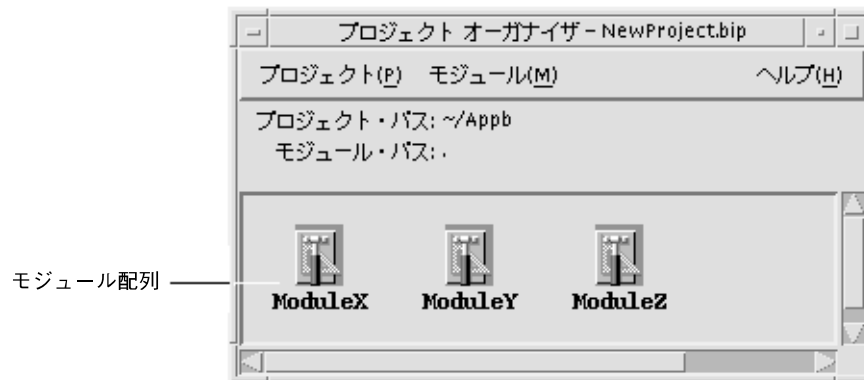 プロジェクト オーガナイザ – NewProject.bip
プロジェクト(P) モジュール(M) ヘルプ(H)
プロジェクト・パス: ~/Appb
モジュール・パス: .
モジュール配列
ModuleX ModuleY ModuleZ